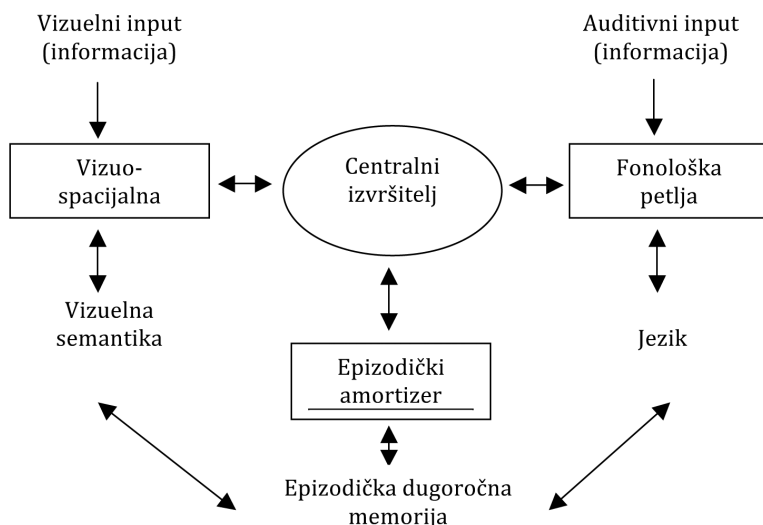 Vizuelni input
(informacija)
Auditivni input
(informacija)
Vizuo-
spacijalna
Centralni
izvršitelj
Fonološka
petlja
Vizuelna
semantika
Epizodički
amortizer
Jezik
Epizodička dugoročna
memorija